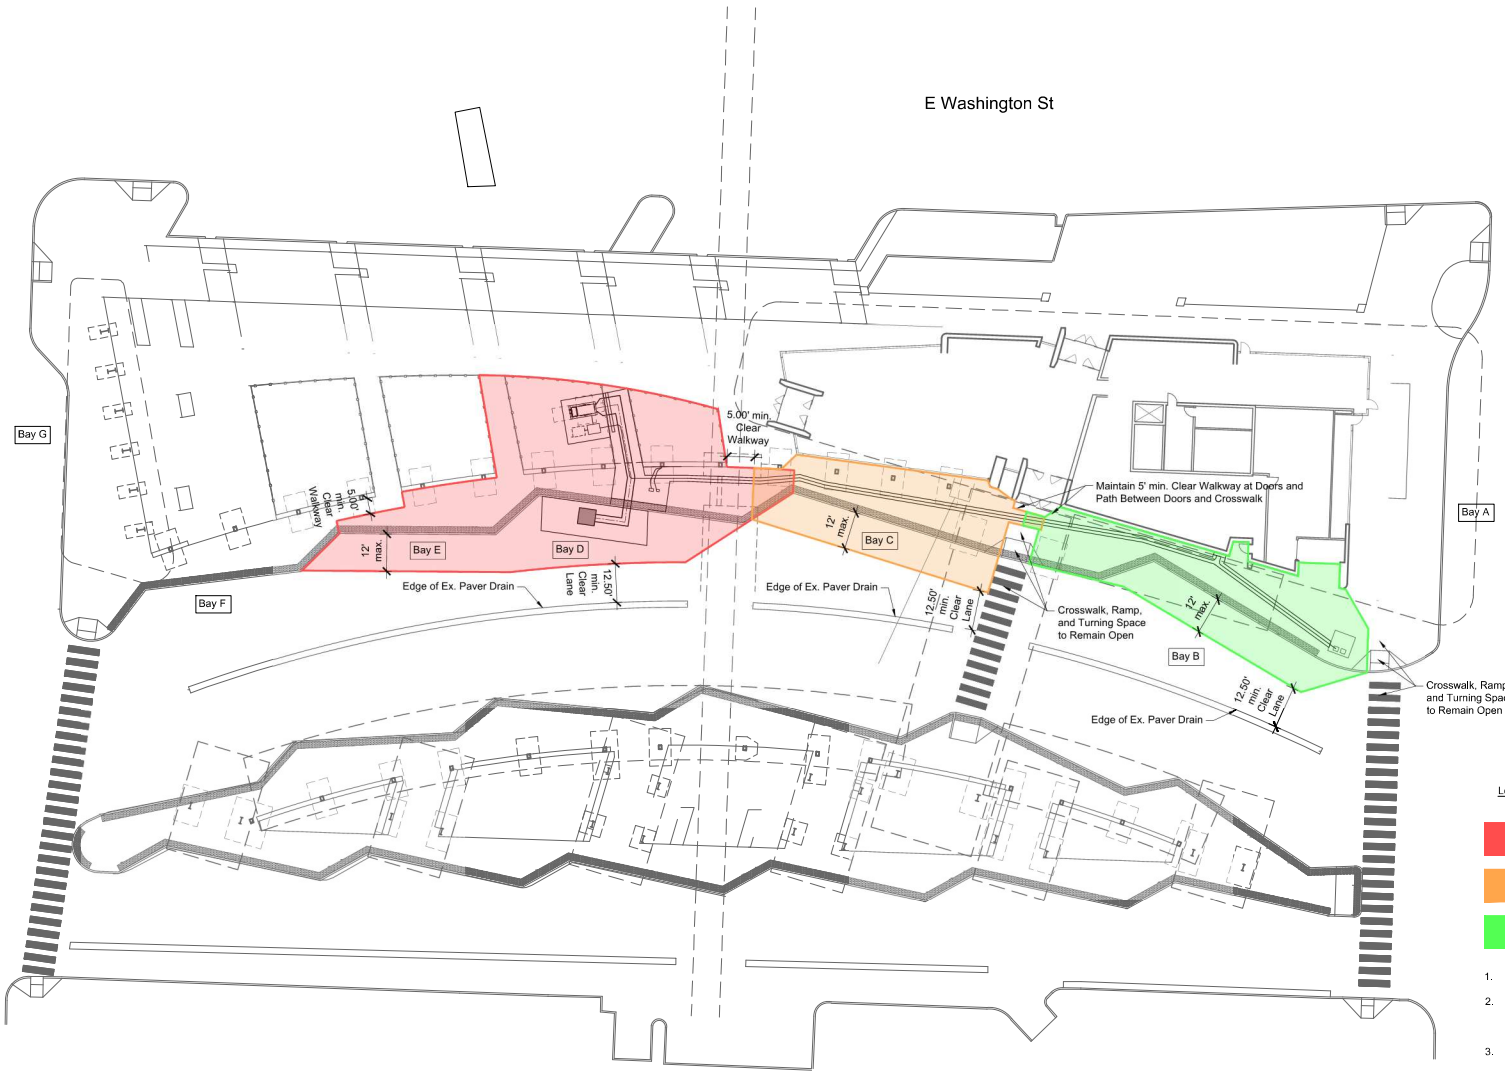 E Washington St
5.00' min.
Clear
Walkway
Bay G
5.00'
min.
Clear
Walkway
Maintain 5' min. Clear Walkway at Doors and
Path Between Doors and Crosswalk
Bay A
12'
max.
Bay E
Bay D
12'
max.
Bay C
12.50'
min.
Clear
Lane
Edge of Ex. Paver Drain
Edge of Ex. Paver Drain
12.50'
min.
Clear
Lane
Bay F
Crosswalk, Ramp,
and Turning Space
to Remain Open
12'
max.
Bay B
12.50'
min.
Clear
Lane
Edge of Ex. Paver Drain
Crosswalk, Ramp
and Turning Spa
to Remain Open
L
1.
2.
3.